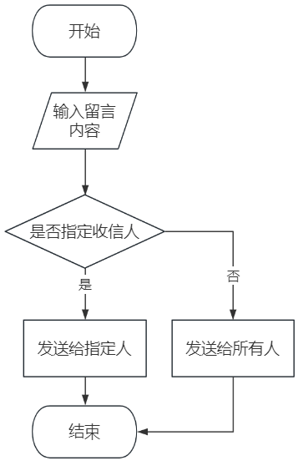 开始
输入留言
内容
是否指定收信人
是
否
发送给指定人
发送给所有人
结束